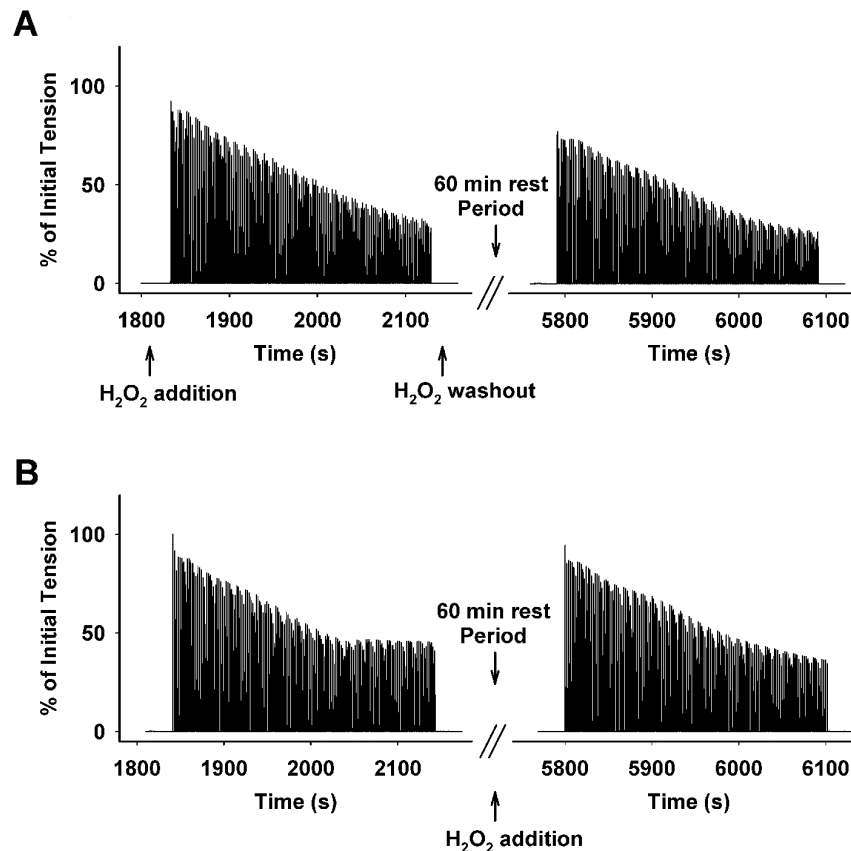 A
% of Initial Tension
100
50
0
60 min rest
Period
1800 1900 2000 2100 5800 5900 6000 6100
Time (s) Time (s)
H₂O₂ addition H₂O₂ washout
B
% of Initial Tension
100
50
0
60 min rest
Period
1800 1900 2000 2100 5800 5900 6000 6100
Time (s) Time (s)
H₂O₂ addition